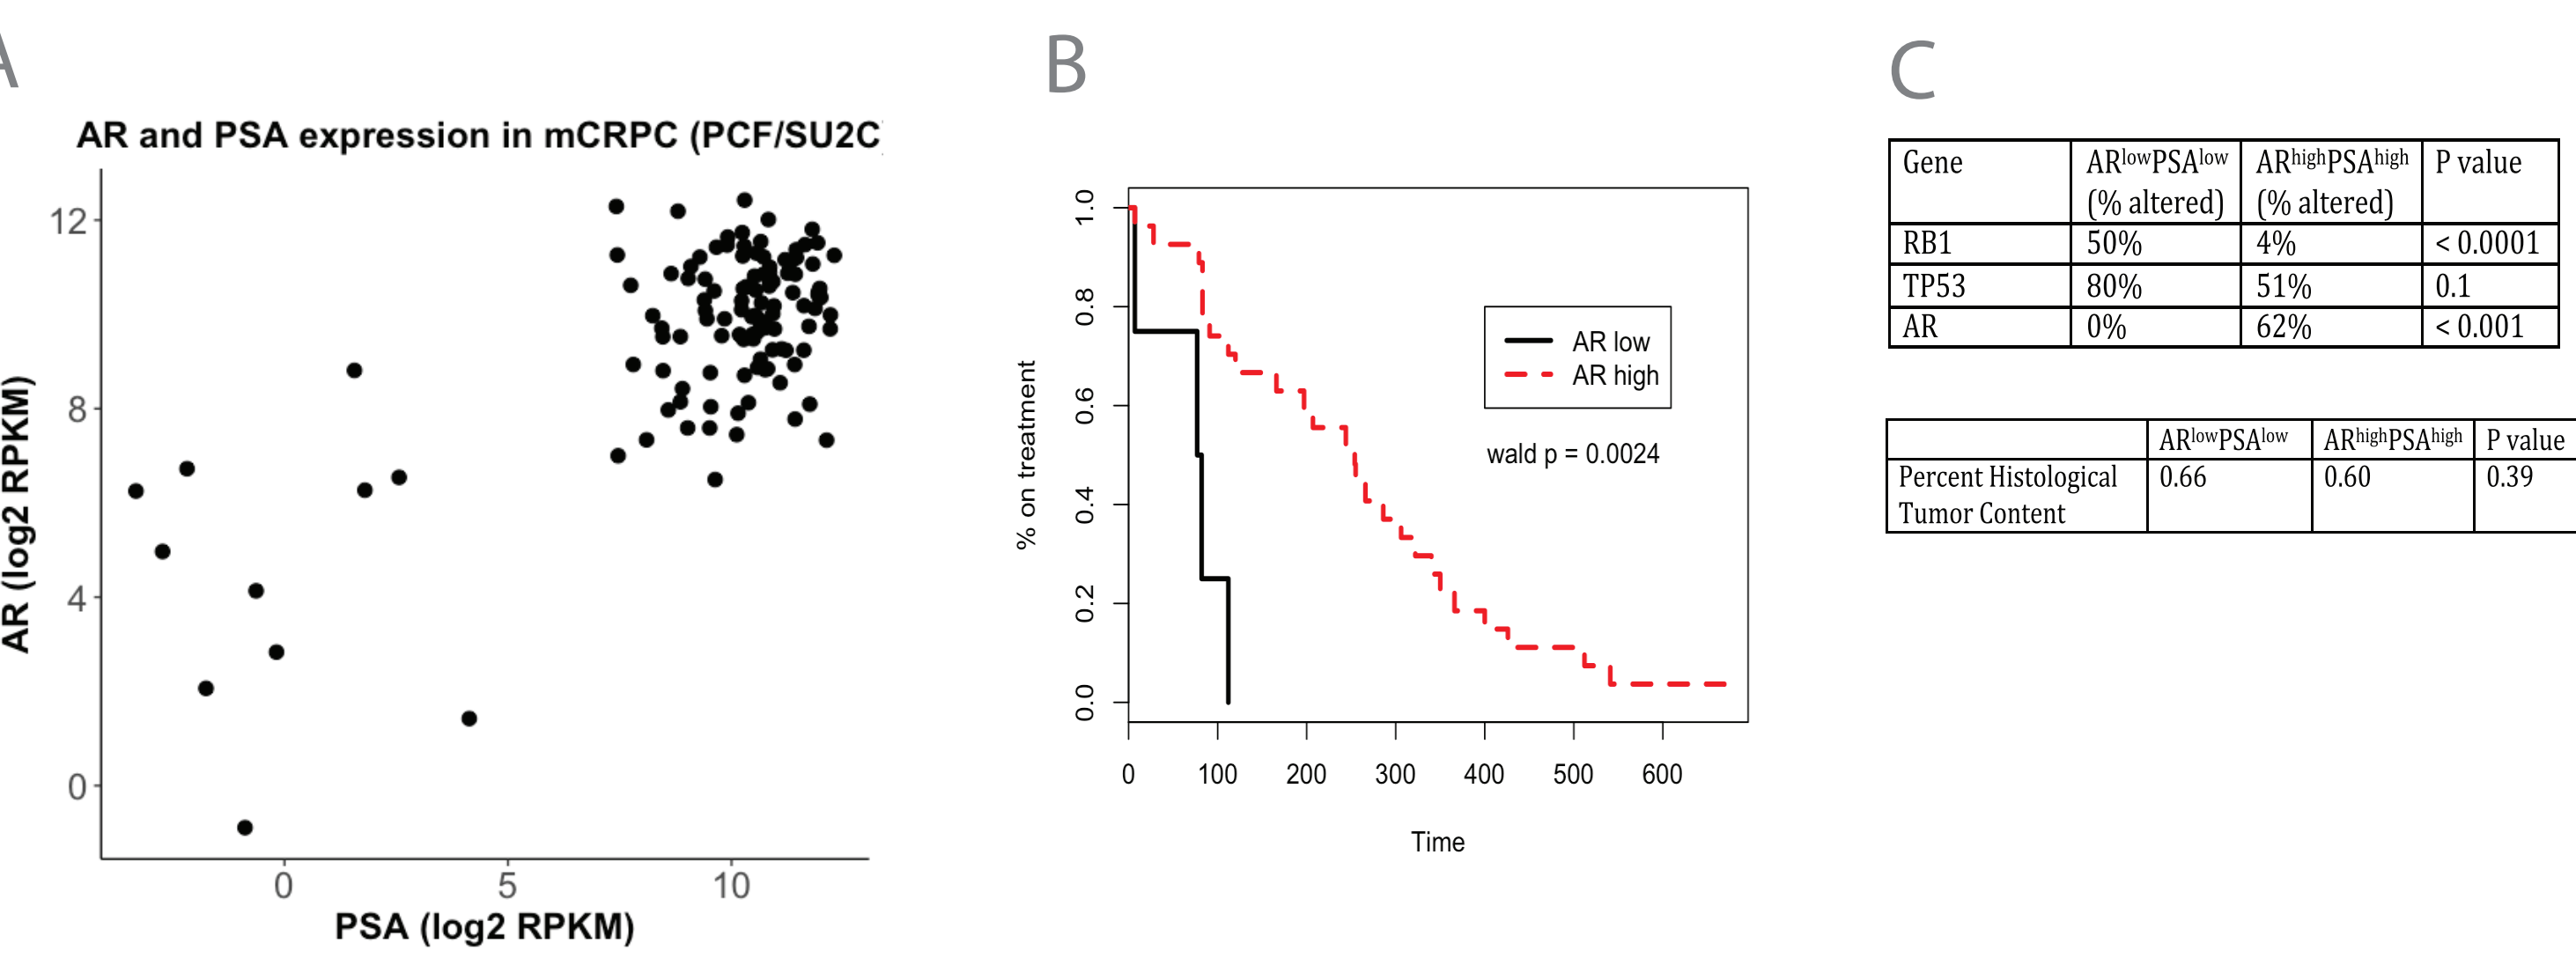 A
AR and PSA expression in mCRPC (PCF/SU2C)
12
8
4
0
AR (log2 RPKM)
0 5 10
PSA (log2 RPKM)
B
1.0
0.8
0.6
0.4
0.2
0.0
% on treatment
AR low
AR high
wald p = 0.0024
0 100 200 300 400 500 600
Time
C
Gene ARlowPSAlow (% altered) ARhighPSAhigh (% altered) P value
RB1 50% 4% < 0.0001
TP53 80% 51% 0.1
AR 0% 62% < 0.001
ARlowPSAlow ARhighPSAhigh P value
Percent Histological Tumor Content 0.66 0.60 0.39